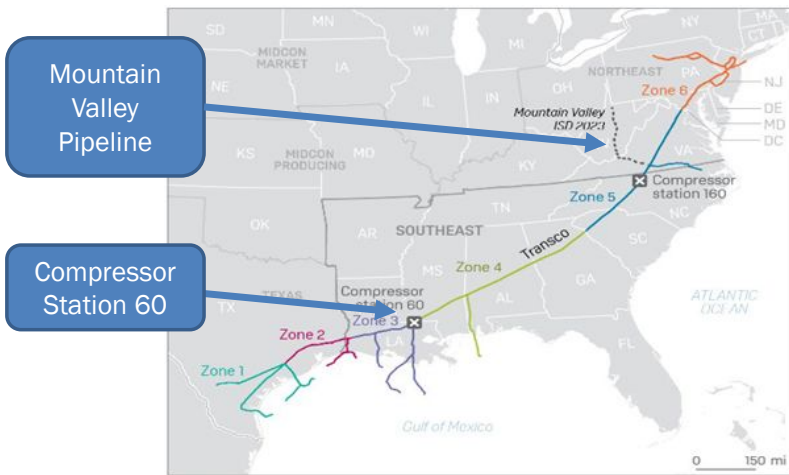 Mountain
Valley
Pipeline
Compressor
Station 60
SD
MN
WI
MI
NY
MA
CT
RI
MIDCON
MARKET
IA
NE
IL
IN
OH
NORTHEAST
PA
NJ
Zone 6
Mountain Valley
ISD 2023
DE
MD
DC
KS
MO
MIDCON
PRODUCING
KY
VA
Compressor
station 160
Zone 5
OK
AR
TN
NC
SOUTHEAST
Transco
SC
MS
Zone 4
AL
GA
TEXAS
TX
Compressor
station 60
Zone 3
LA
Zone 2
Zone 1
FL
ATLANTIC
OCEAN
Gulf of Mexico
0 150 mi